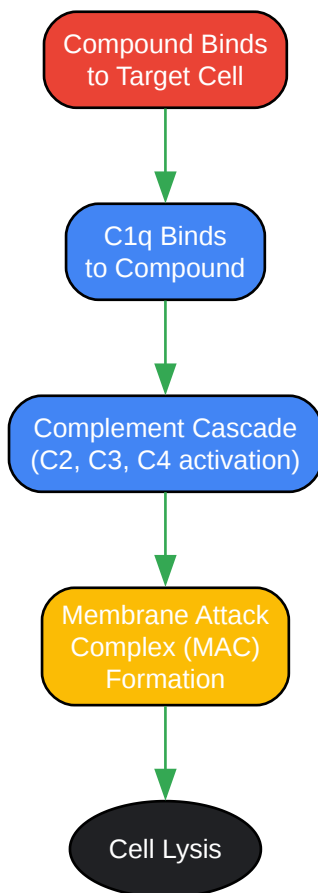 Compound Binds
to Target Cell
C1q Binds
to Compound
Complement Cascade
(C2, C3, C4 activation)
Membrane Attack
Complex (MAC)
Formation
Cell Lysis